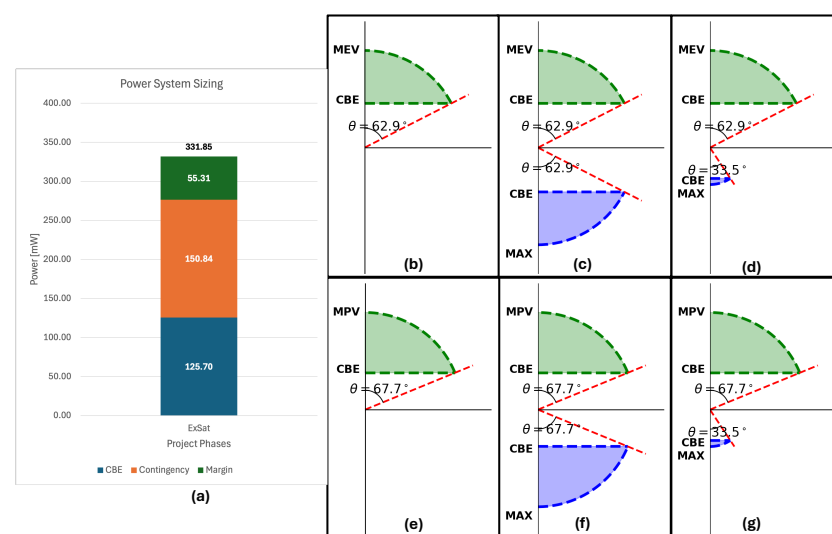 Power System Sizing
400.00
350.00
300.00
250.00
200.00
150.00
100.00
50.00
0.00
Power [mW]
331.85
55.31
150.84
125.70
ExSat
Project Phases
CBE Contingency Margin
(a)
MEV
CBE
θ = 62.9°
(b)
MEV
CBE
θ = 62.9°
θ = 62.9°
CBE
MAX
(c)
MEV
CBE
θ = 62.9°
θ = 33.5°
CBE
MAX
(d)
MPV
CBE
θ = 67.7°
(e)
MPV
CBE
θ = 67.7°
θ = 67.7°
CBE
MAX
(f)
MPV
CBE
θ = 67.7°
θ = 33.5°
CBE
MAX
(g)